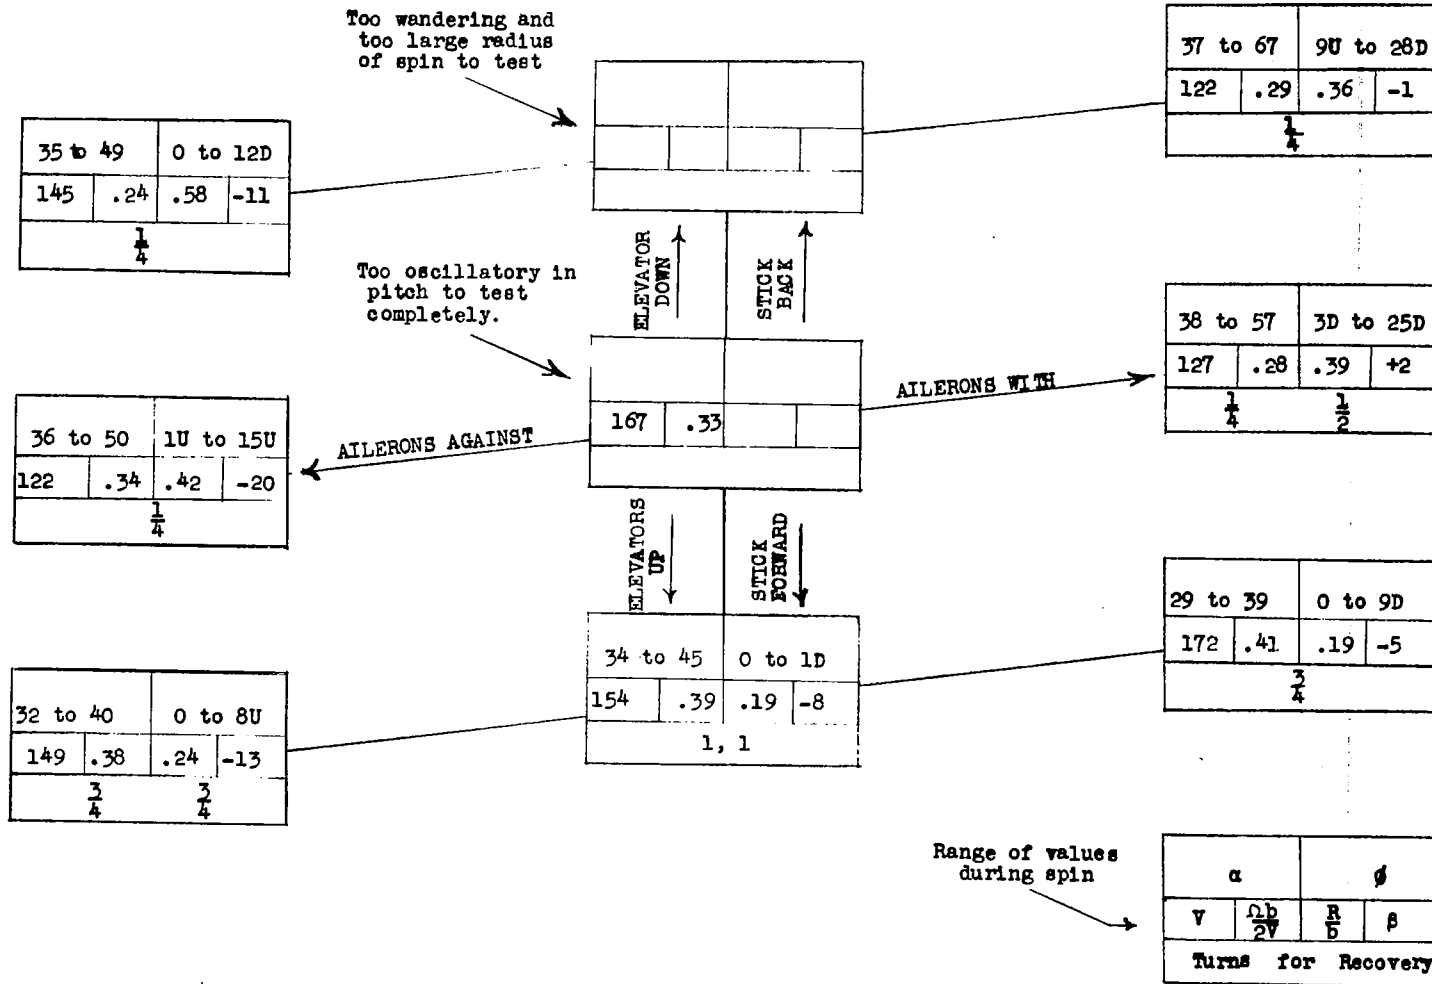 Too wandering and
too large radius
of spin to test
37 to 67 9U to 28D
122 .29 .36 -1
1/4
35 to 49 0 to 12D
145 .24 .58 -11
1/4
ELEVATOR
DOWN
STICK
BACK
Too oscillatory in
pitch to test
completely.
38 to 57 3D to 25D
127 .28 .39 +2
1/4 1/2
AILERONS WITH
167 .33
36 to 50 1U to 15U
122 .34 .42 -20
1/4
AILERONS AGAINST
ELEVATORS
UP
STICK
FORWARD
29 to 39 0 to 9D
172 .41 .19 -5
3/4
34 to 45 0 to 1D
154 .39 .19 -8
1, 1
32 to 40 0 to 8U
149 .38 .24 -13
3/4 3/4
Range of values
during spin
α ø
V Ωb/2V R/b β
Turns for Recovery